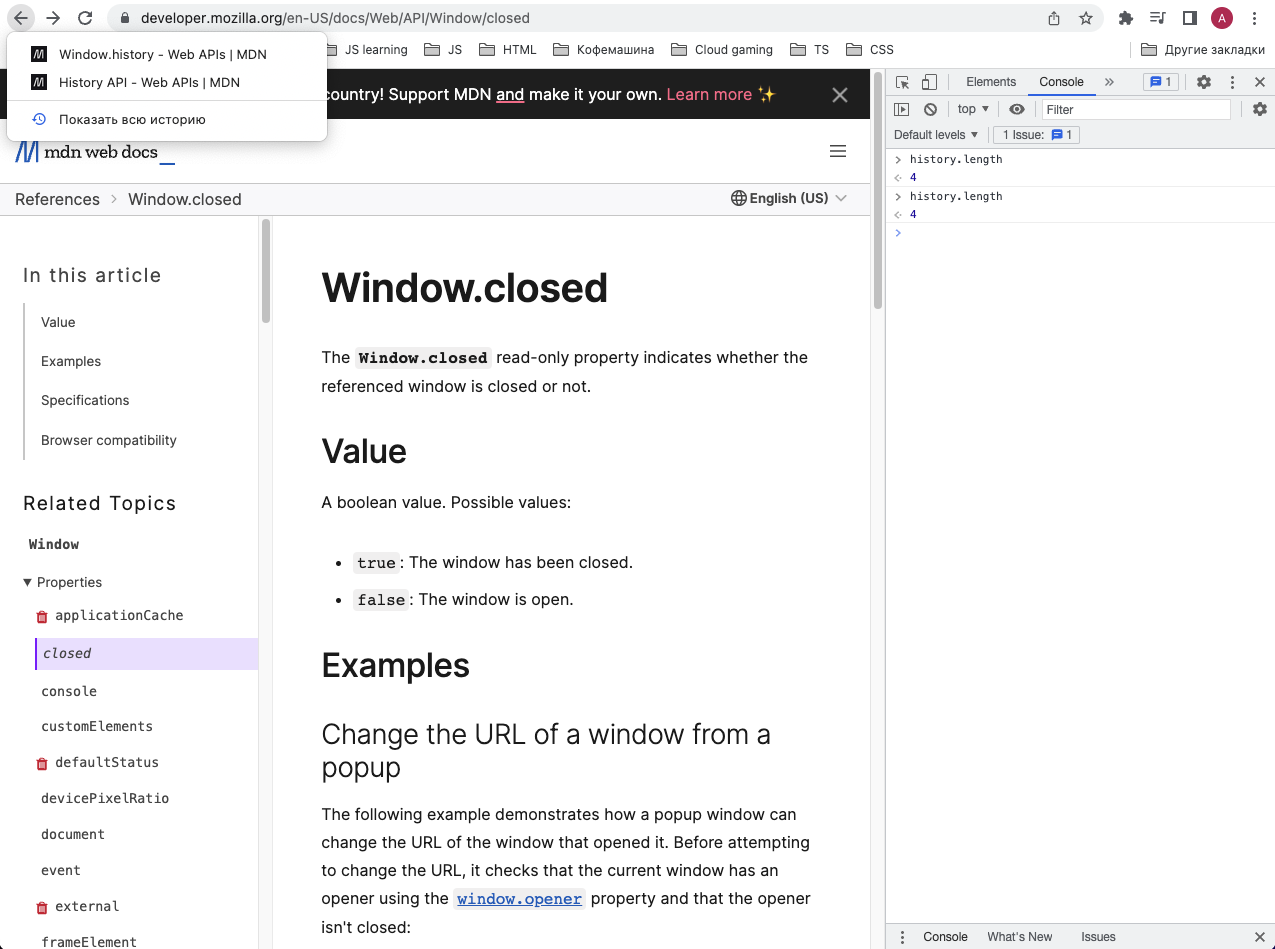 developer.mozilla.org/en-US/docs/Web/API/Window/closed
A
Window.history - Web APIs | MDN
History API - Web APIs | MDN
Показать всю историю
JS learning
JS
HTML
Кофемашина
Cloud gaming
TS
CSS
Другие закладки
country! Support MDN and make it your own. Learn more ✨
mdn web docs_
References > Window.closed
English (US)
In this article
Value
Examples
Specifications
Browser compatibility
Related Topics
Window
▼ Properties
applicationCache
closed
console
customElements
defaultStatus
devicePixelRatio
document
event
external
frameElement
Window.closed
The Window.closed read-only property indicates whether the
referenced window is closed or not.
Value
A boolean value. Possible values:
• true: The window has been closed.
• false: The window is open.
Examples
Change the URL of a window from a
popup
The following example demonstrates how a popup window can
change the URL of the window that opened it. Before attempting
to change the URL, it checks that the current window has an
opener using the window.opener property and that the opener
isn't closed:
Elements
Console
»
1
top ▼
Filter
Default levels ▼
1 Issue: 1
history.length
4
history.length
4
Console
What's New
Issues